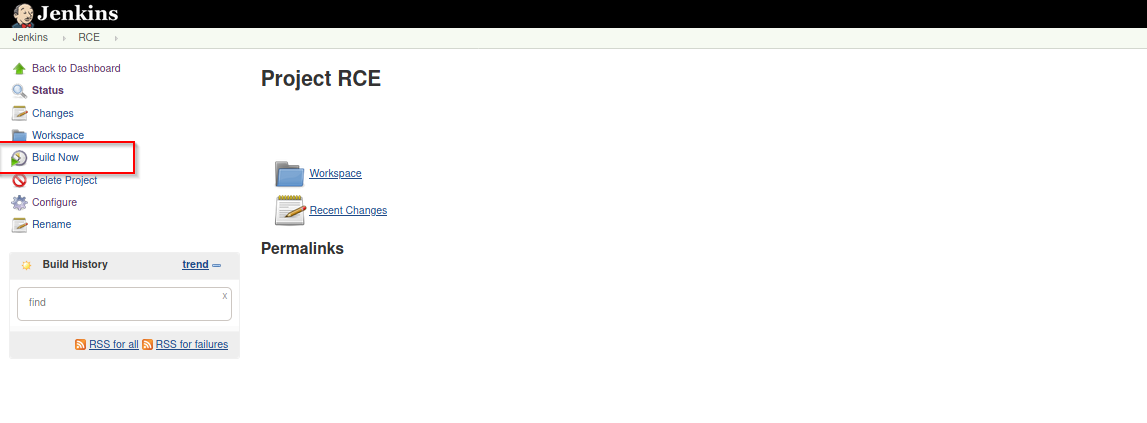 Jenkins
Jenkins RCE
Back to Dashboard
Status
Changes
Workspace
Build Now
Delete Project
Configure
Rename
Build History trend
find x
RSS for all RSS for failures
Project RCE
Workspace
Recent Changes
Permalinks